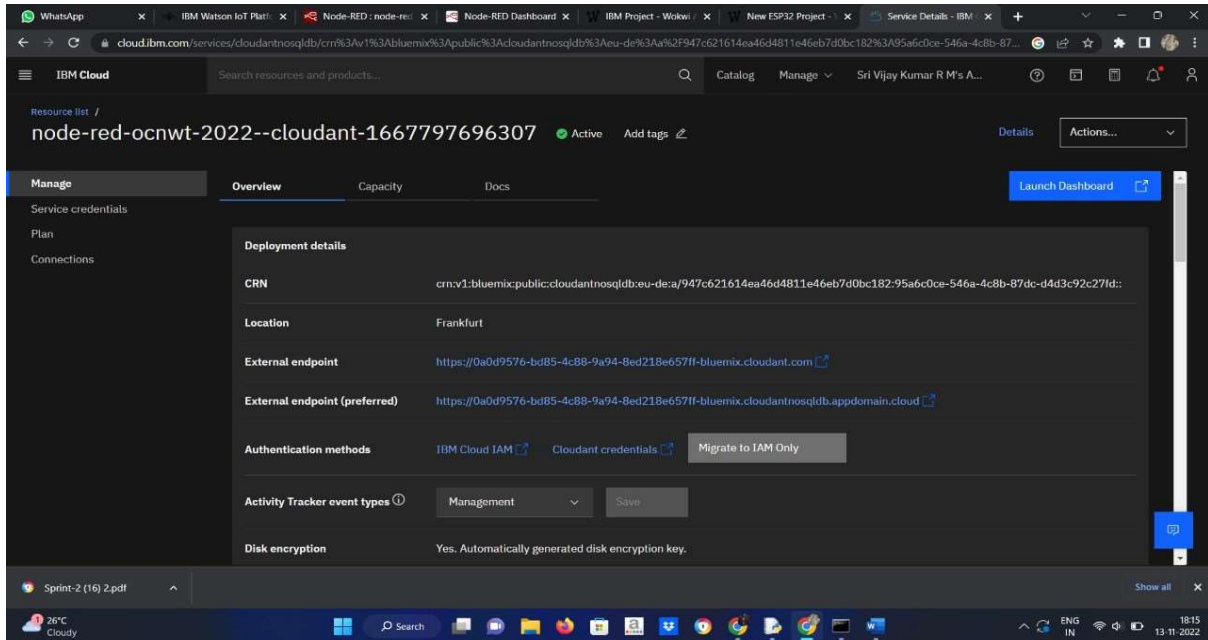 WhatsApp
IBM Watson IoT Platf
Node-RED : node-red
Node-RED Dashboard
IBM Project - Wokwi
New ESP32 Project -
Service Details - IBM
cloud.ibm.com/services/cloudantnosqldb/crn%3Av1%3Abluemix%3Apublic%3Acloudantnosqldb%3Aeu-de%3Aa%2F947c621614ea46d4811e46eb7d0bc182%3A95a6c0ce-546a-4c8b-87...
IBM Cloud
Search resources and products...
Catalog
Manage
Sri Vijay Kumar R M's A...
Resource list /
node-red-ocnwt-2022--cloudant-1667797696307
Active
Add tags
Details
Actions...
Manage
Service credentials
Plan
Connections
Overview
Capacity
Docs
Launch Dashboard
Deployment details
CRN
crn:v1:bluemix:public:cloudantnosqldb:eu-de:a/947c621614ea46d4811e46eb7d0bc182:95a6c0ce-546a-4c8b-87dc-d4d3c92c27fd::
Location
Frankfurt
External endpoint
https://0a0d9576-bd85-4c88-9a94-8ed218e657ff-bluemix.cloudant.com
External endpoint (preferred)
https://0a0d9576-bd85-4c88-9a94-8ed218e657ff-bluemix.cloudantnosqldb.appdomain.cloud
Authentication methods
IBM Cloud IAM
Cloudant credentials
Migrate to IAM Only
Activity Tracker event types
Management
Save
Disk encryption
Yes. Automatically generated disk encryption key.
Sprint-2 (16) 2.pdf
Show all
1
26°C
Cloudy
Search
ENG
IN
18:15
13-11-2022